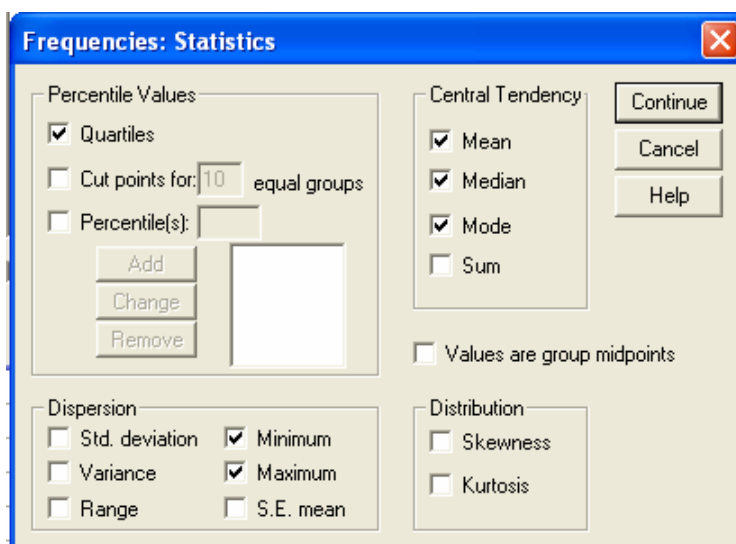 Frequencies: Statistics
Percentile Values
Quartiles
Cut points for: 10 equal groups
Percentile(s):
Add
Change
Remove
Central Tendency
Mean
Median
Mode
Sum
Continue
Cancel
Help
Values are group midpoints
Dispersion
Std. deviation Minimum
Variance Maximum
Range S.E. mean
Distribution
Skewness
Kurtosis